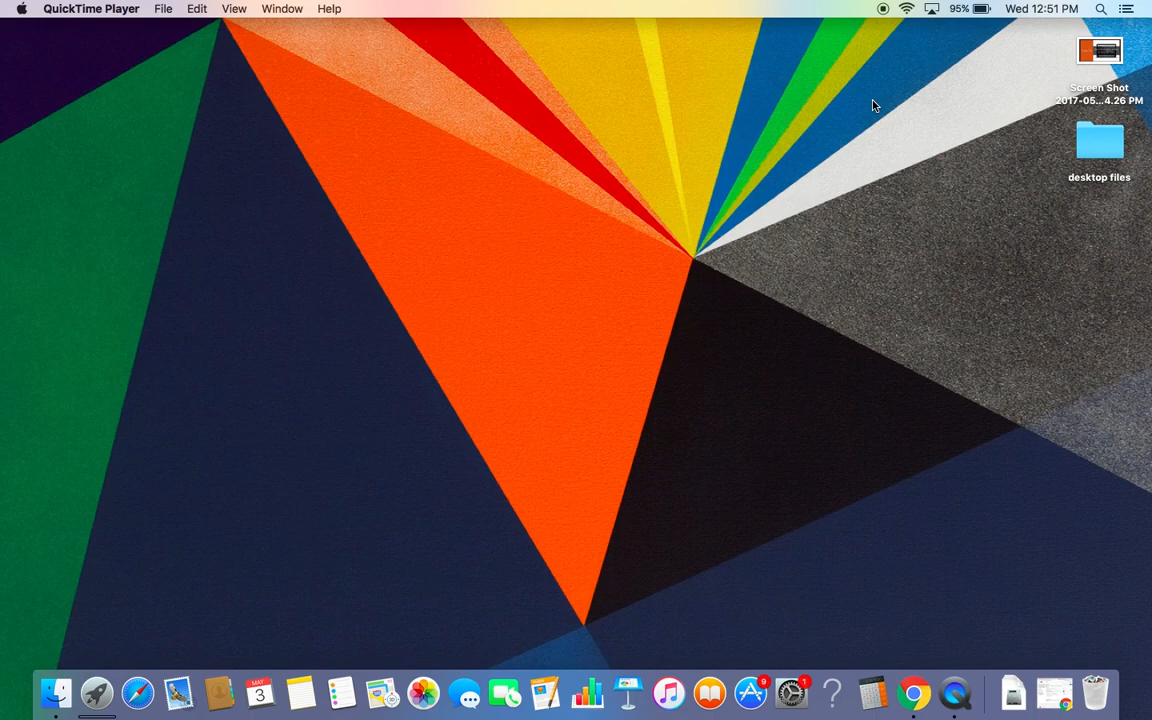 QuickTime Player File Edit View Window Help 95% Wed 12:51 PM
Screen Shot
2017-05...4.26 PM
desktop files
MAY
3
9
1
?